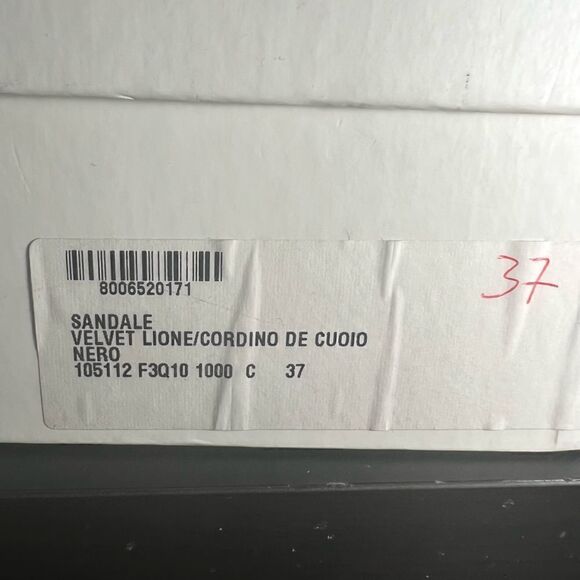 8006520171
37
SANDALE
VELVET LIONE/CORDINO DE CUOIO
NERO
105112 F3Q10 1000 C 37